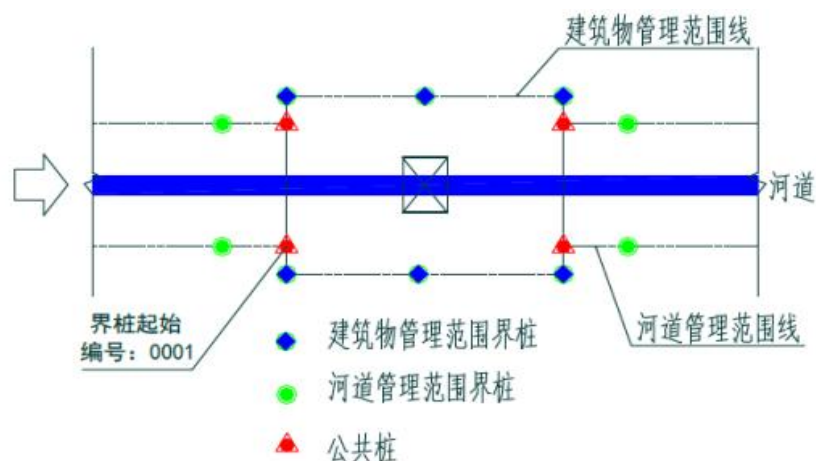 建筑物管理范围线
河道
界桩起始
编号：0001
河道管理范围线
建筑物管理范围界桩
河道管理范围界桩
公共桩